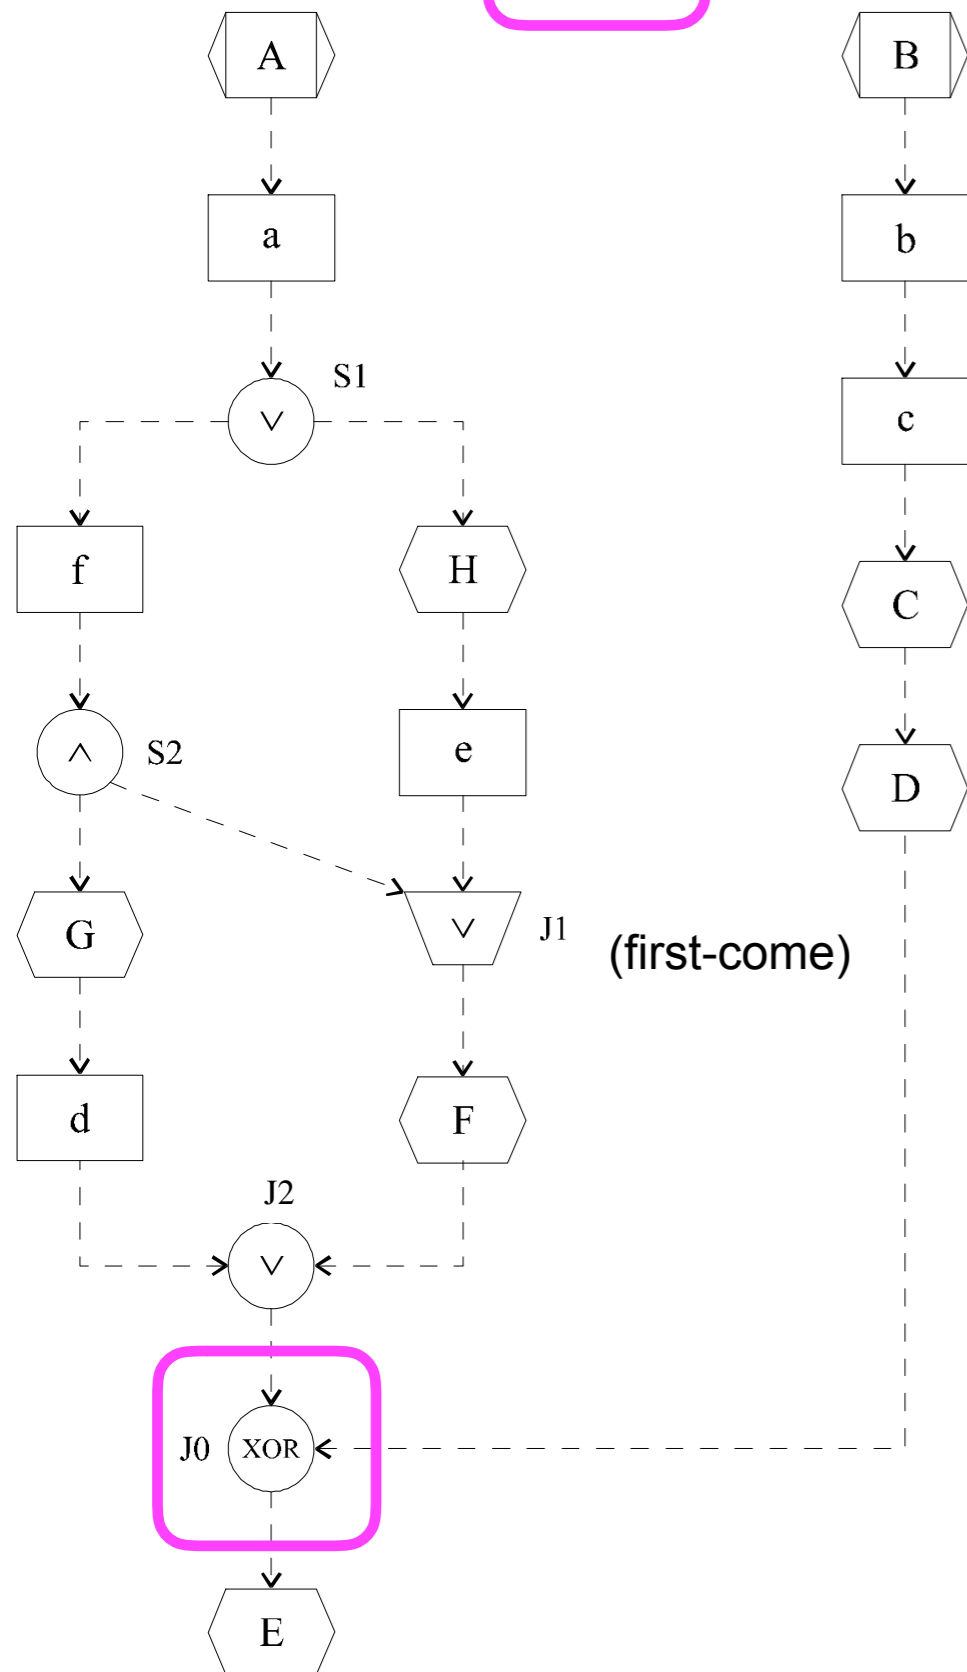 A
B
a
b
S1
∨
c
f
H
C
∧
S2
e
D
G
∨
J1
(first-come)
d
F
J2
∨
J0
XOR
E